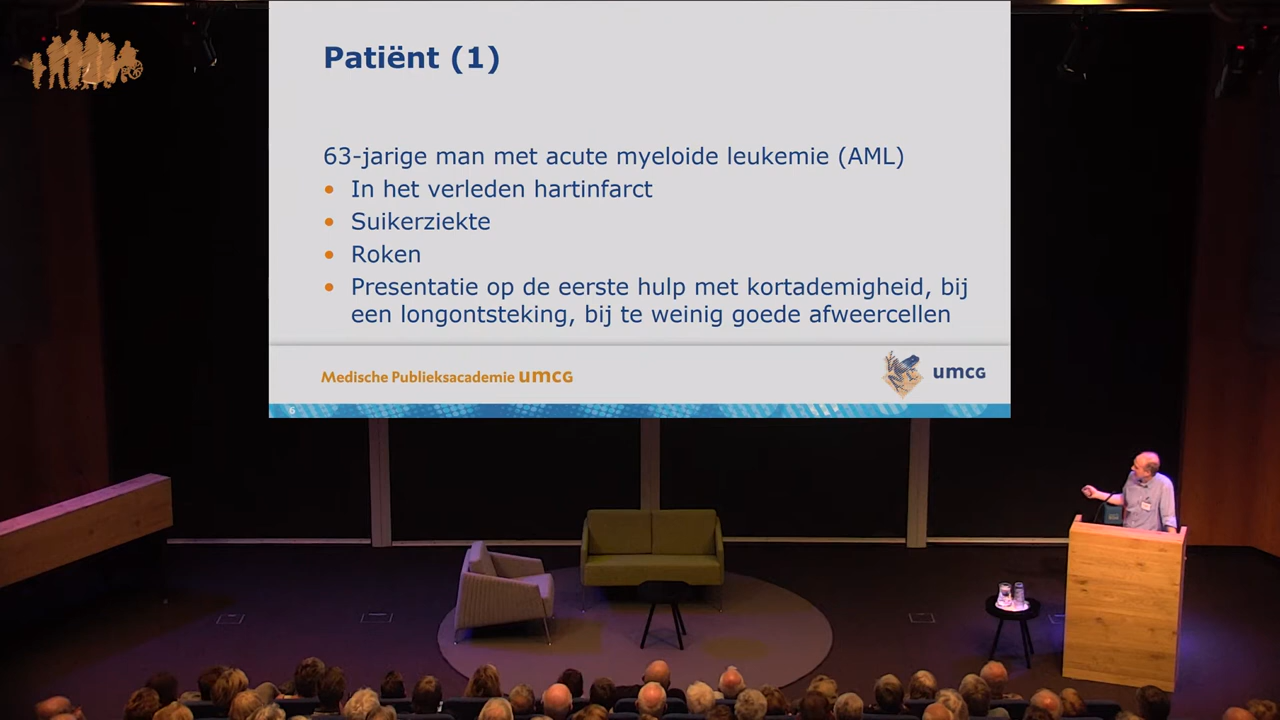 Patiënt (1)
63-jarige man met acute myeloide leukemie (AML)
• In het verleden hartinfarct
• Suikerziekte
• Roken
• Presentatie op de eerste hulp met kortademigheid, bij
een longontsteking, bij te weinig goede afweercellen
Medische Publieksacademie umcg
umcg
6